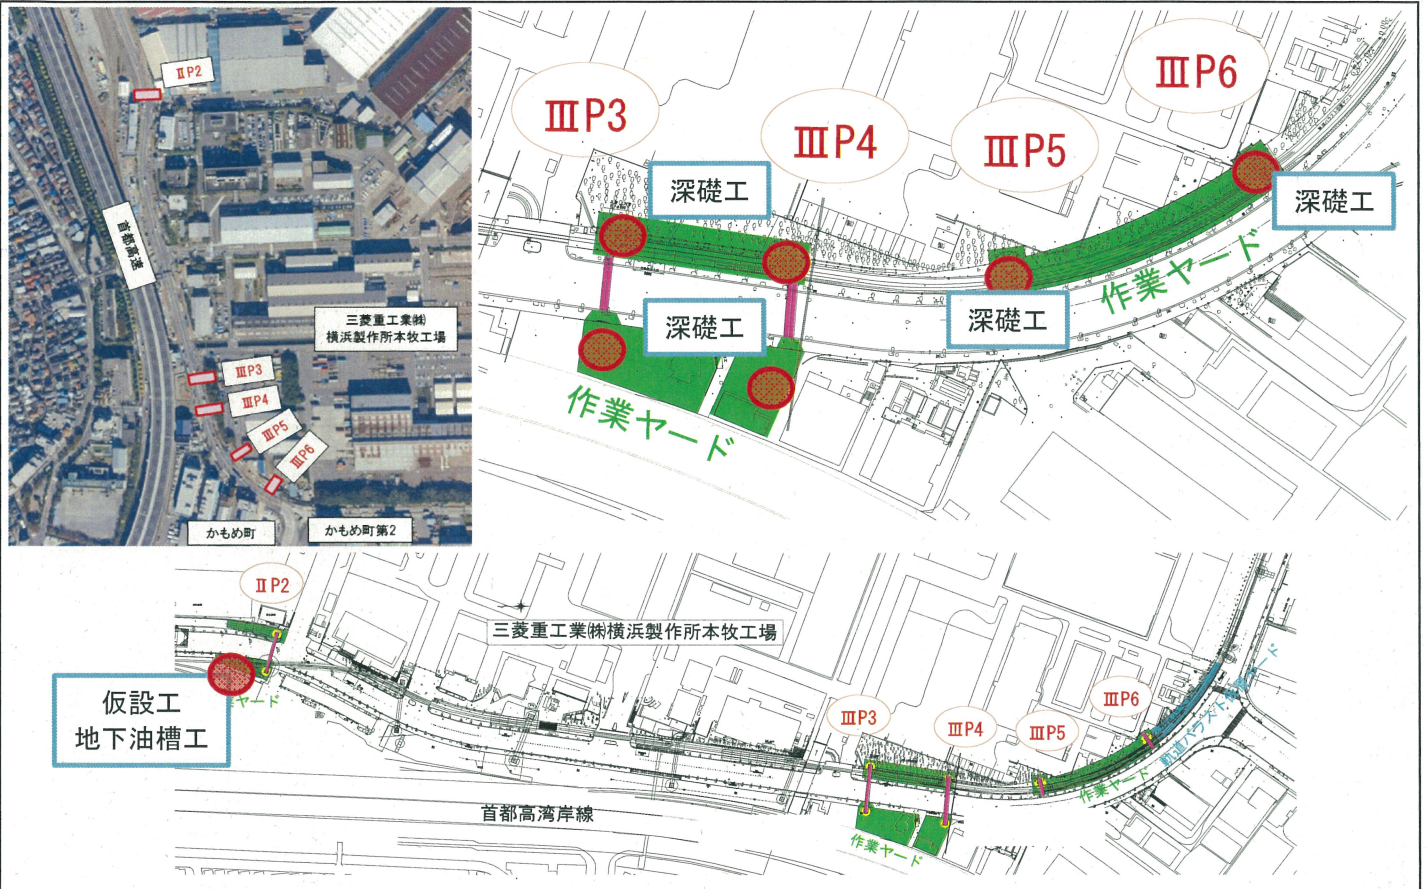 ⅡP2
首都高速
三菱重工業㈱
横浜製作所本牧工場
ⅢP3
ⅢP4
ⅢP5
ⅢP6
かもめ町
かもめ町第2
ⅢP3
ⅢP4
ⅢP5
ⅢP6
深礎工
深礎工
深礎工
深礎工
作業ヤード
作業ヤード
ⅡP2
三菱重工業㈱横浜製作所本牧工場
仮設工
地下油槽工
業ヤード
ⅢP3
ⅢP4
ⅢP5
ⅢP6
作業ヤード
作業ヤード
首都高湾岸線